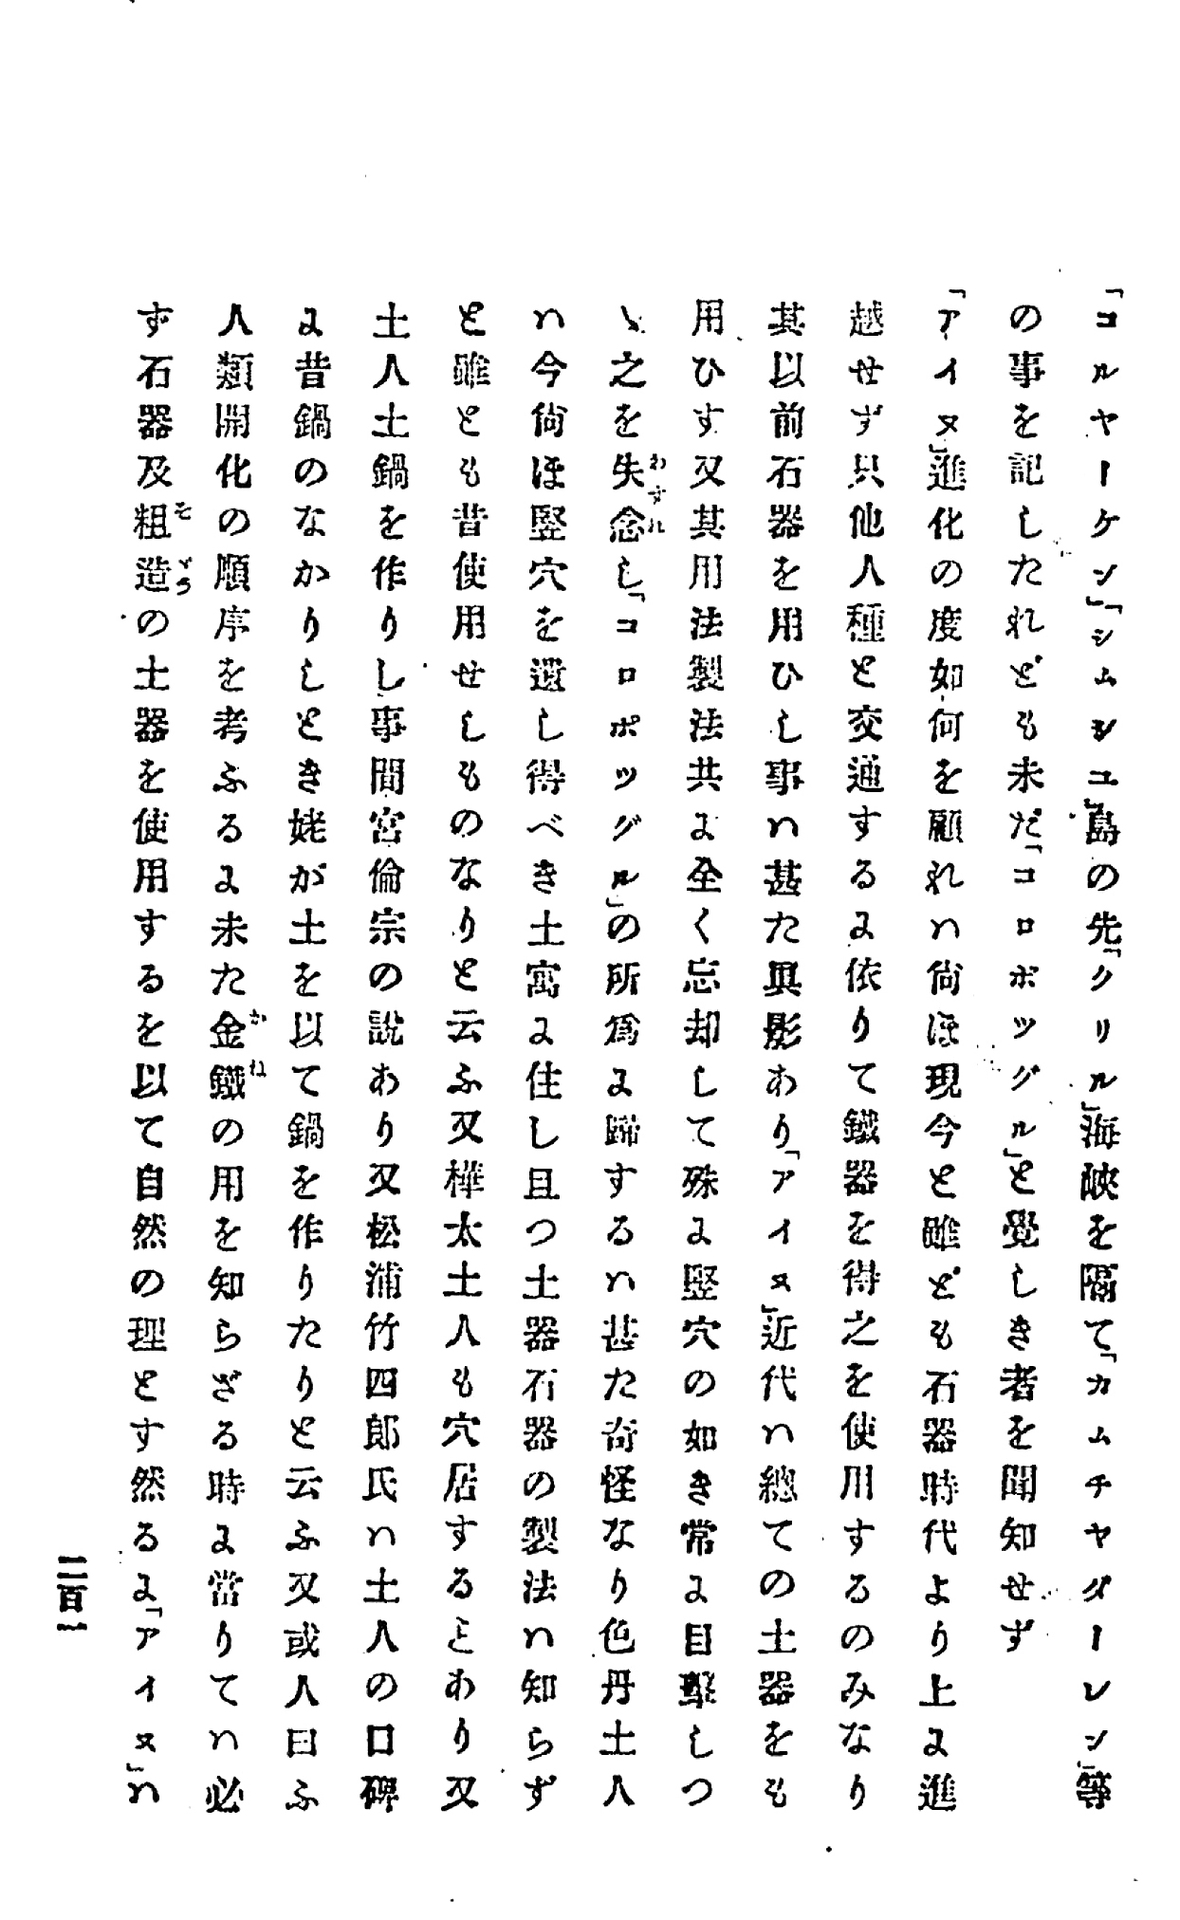 「コルヤーケン」「シムシユ」島の先「クリル」海峽を隔て「カムチヤダーレン」等
の事を記したれども未だ「コロボツグル」と覺しき者を聞知せず
「アイヌ」進化の度如何を顧れハ尙ほ現今と雖ども石器時代より上に進
越せず只他人種と交通するに依りて鐵器を得之を使用するのみなり
其以前石器を用ひし事ハ甚た異影あり「アイヌ」近代ハ總ての土器をも
用ひす又其用法製法共に全く忘却して殊に竪穴の如き常に目擊しつ
ゝ之を失念し「コロポツグル」の所爲に歸するハ甚た奇怪なり色丹土人
ハ今尙ほ竪穴を遺し得べき土寓に住し且つ土器石器の製法ハ知らず
と雖とも昔使用せしものなりと云ふ又樺太土人も穴居するとあり又
土人土鍋を作りし事間宮倫宗の說あり又松浦竹四郞氏ハ土人の口碑
に昔鍋のなかりしとき姥が土を以て鍋を作りたりと云ふ又或人曰ふ
人類開化の順序を考ふるに未た金鐵の用を知らざる時に當りてハ必
ず石器及粗造の土器を使用するを以て自然の理とす然るに「アイヌ」ハ
二百一